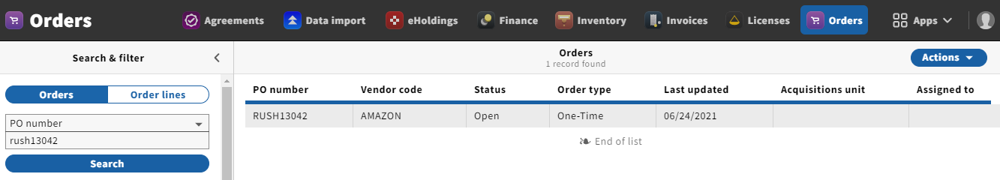 Orders
Agreements
Data import
eHoldings
Finance
Inventory
Invoices
Licenses
Orders
Apps
Search & filter
Orders
1 record found
Actions
Orders
Order lines
PO number
rush13042
Search
PO number Vendor code Status Order type Last updated Acquisitions unit Assigned to
RUSH13042 AMAZON Open One-Time 06/24/2021
End of list